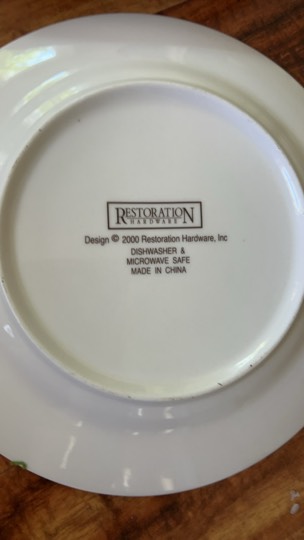 RESTORATION
HARDWARE
Design © 2000 Restoration Hardware, Inc
DISHWASHER &
MICROWAVE SAFE
MADE IN CHINA